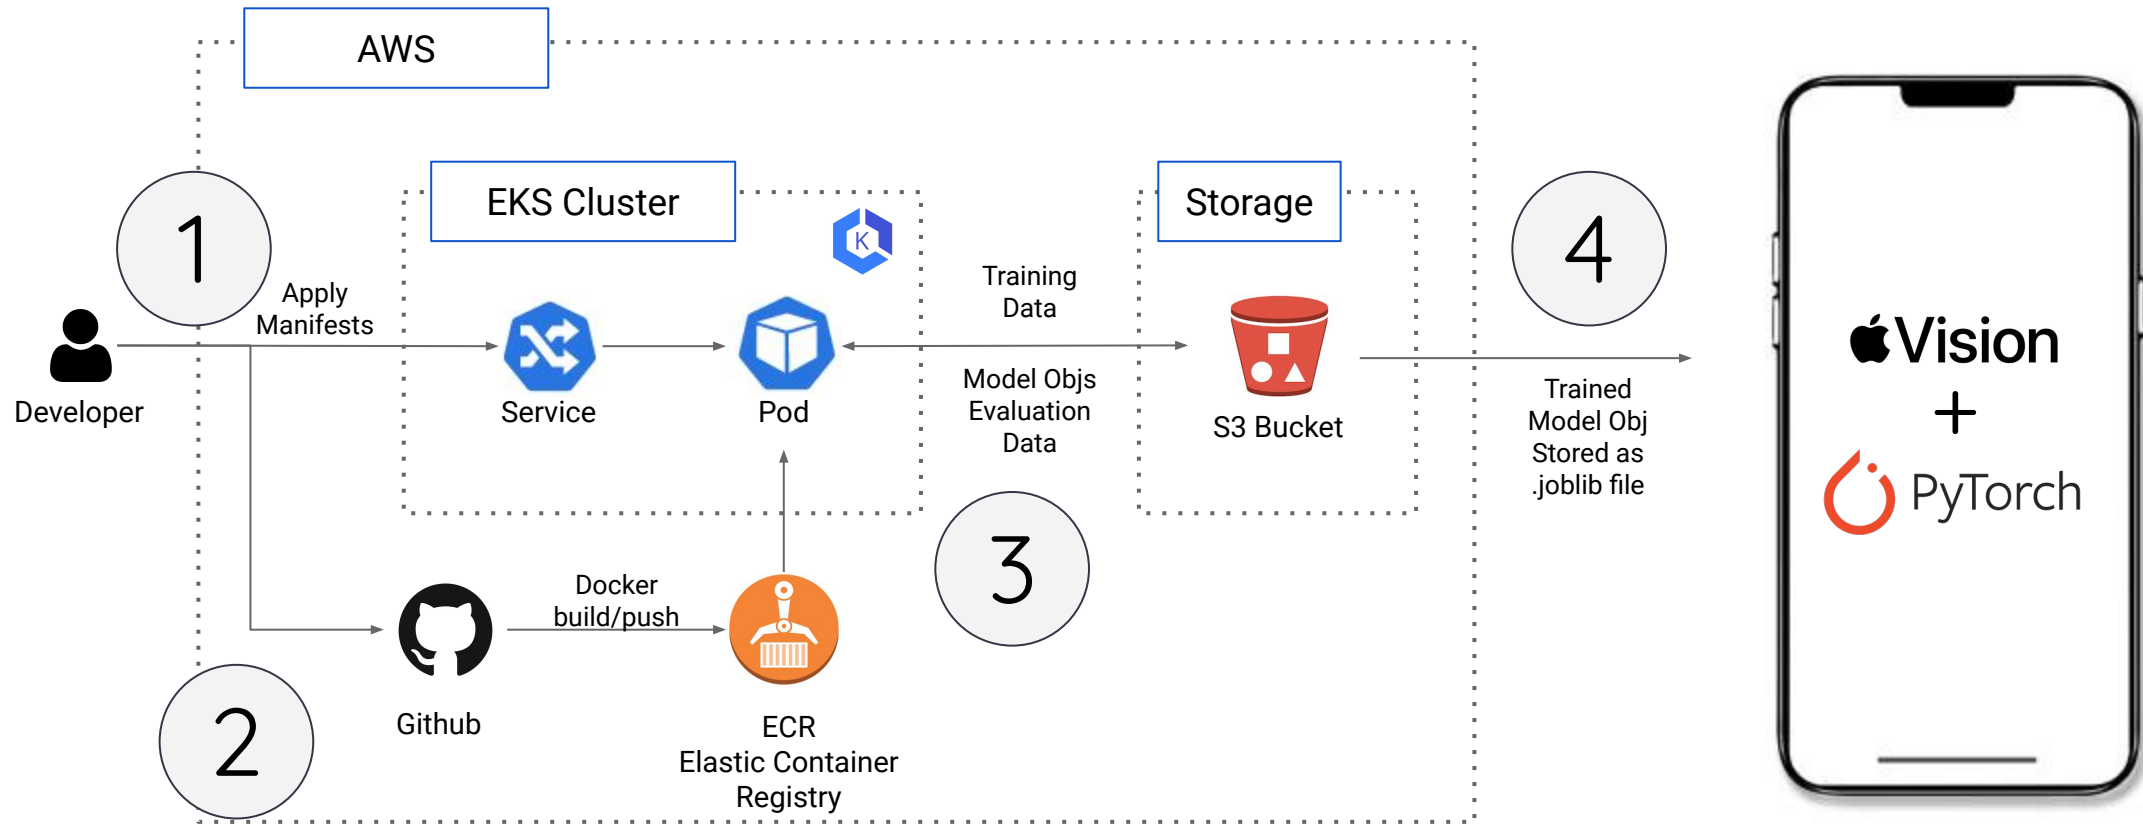 AWS
1
EKS Cluster
K
Storage
4
Apply
Manifests
Training
Data
Developer
Service
Pod
Model Objs
Evaluation
Data
S3 Bucket
Trained
Model Obj
Stored as
.joblib file
Vision
+
PyTorch
3
2
Github
Docker
build/push
ECR
Elastic Container
Registry